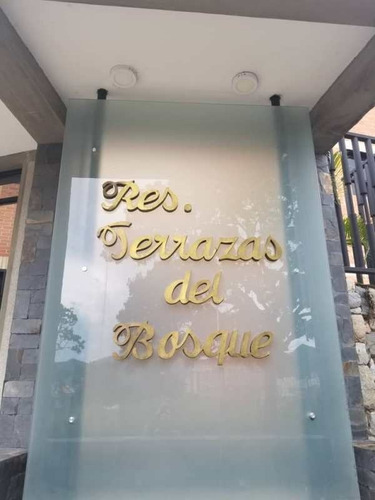 Res.
Terrazas
del
Bosque